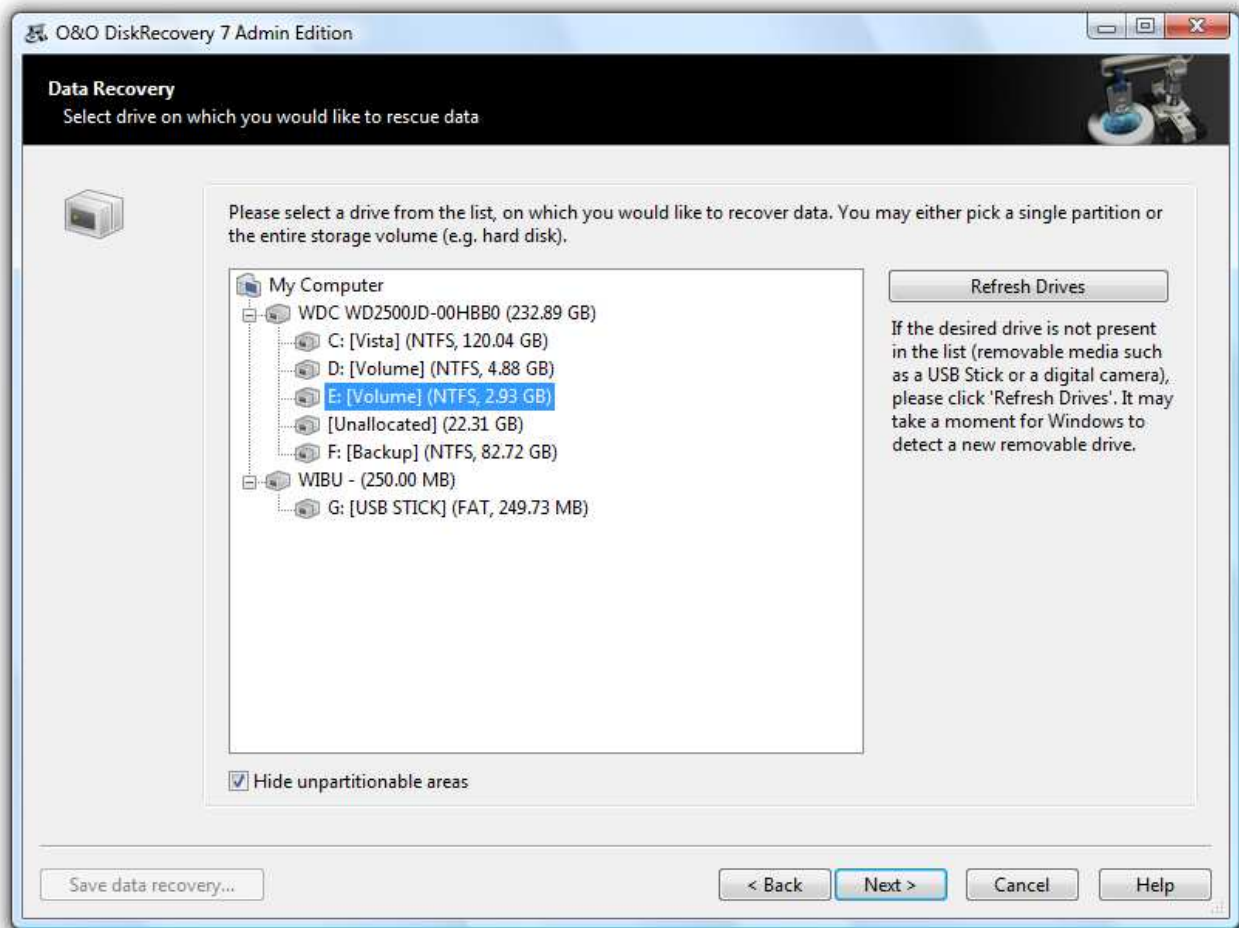 O&O DiskRecovery 7 Admin Edition
Data Recovery
Select drive on which you would like to rescue data
Please select a drive from the list, on which you would like to recover data. You may either pick a single partition or
the entire storage volume (e.g. hard disk).
My Computer
WDC WD2500JD-00HBB0 (232.89 GB)
C: [Vista] (NTFS, 120.04 GB)
D: [Volume] (NTFS, 4.88 GB)
E: [Volume] (NTFS, 2.93 GB)
[Unallocated] (22.31 GB)
F: [Backup] (NTFS, 82.72 GB)
WIBU - (250.00 MB)
G: [USB STICK] (FAT, 249.73 MB)
Refresh Drives
If the desired drive is not present
in the list (removable media such
as a USB Stick or a digital camera),
please click 'Refresh Drives'. It may
take a moment for Windows to
detect a new removable drive.
Hide unpartitionable areas
Save data recovery...
< Back
Next >
Cancel
Help